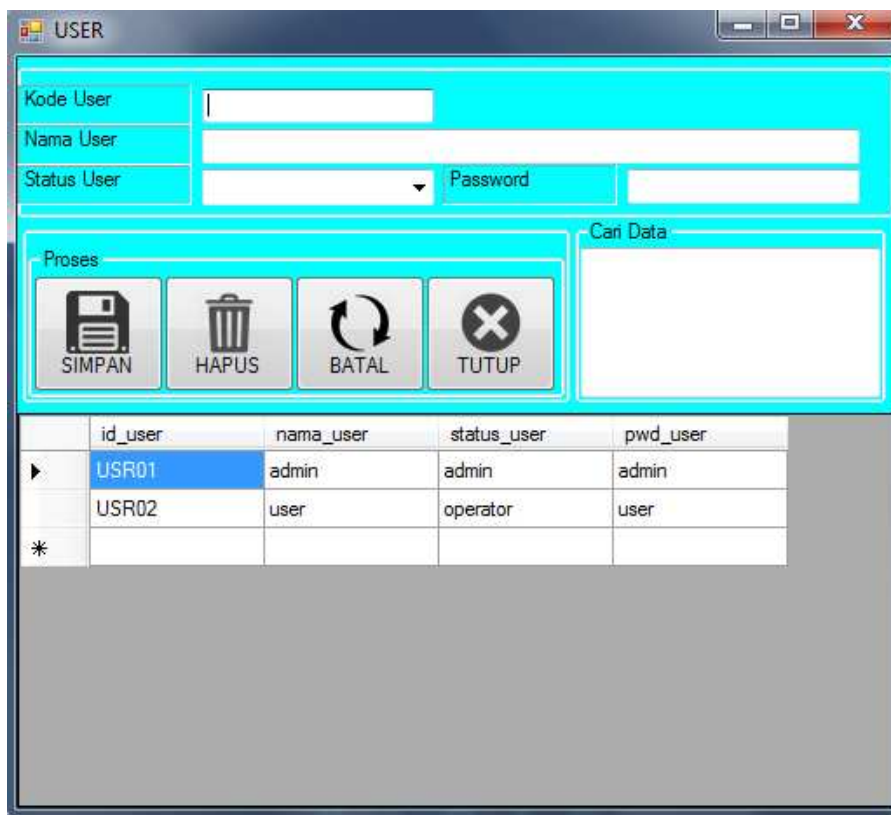 USER
Kode User
Nama User
Status User Password
Cari Data
Proses
SIMPAN HAPUS BATAL TUTUP
id_user nama_user status_user pwd_user
USR01 admin admin admin
USR02 user operator user